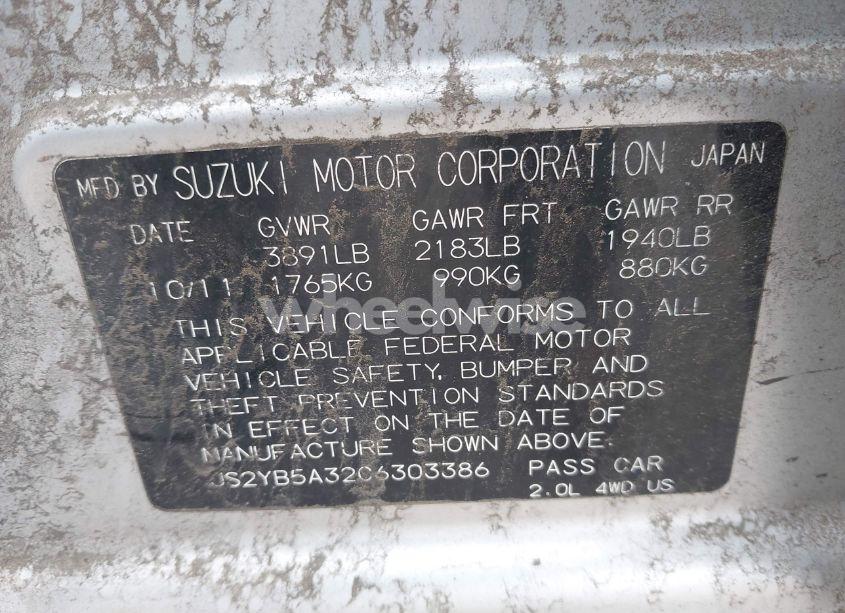 MFD BY SUZUKI MOTOR CORPORATION JAPAN
DATE GVWR GAWR FRT GAWR RR
3891LB 2183LB 1940LB
10/11 1765KG 990KG 880KG
THIS VEHICLE CONFORMS TO ALL
APPLICABLE FEDERAL MOTOR
VEHICLE SAFETY, BUMPER AND
THEFT PREVENTION STANDARDS
IN EFFECT ON THE DATE OF
MANUFACTURE SHOWN ABOVE.
JS2YB5A32C6303386 PASS CAR
2.0L 4WD US
wheelwise